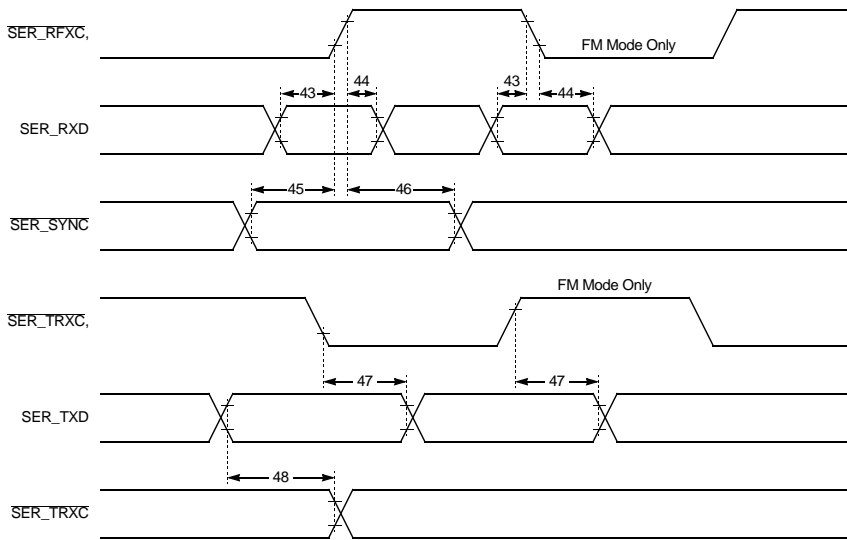 SER_RFXC,
FM Mode Only
43
44
43
44
SER_RXD
45
46
SER_SYNC
FM Mode Only
SER_TRXC,
47
47
SER_TXD
48
SER_TRXC